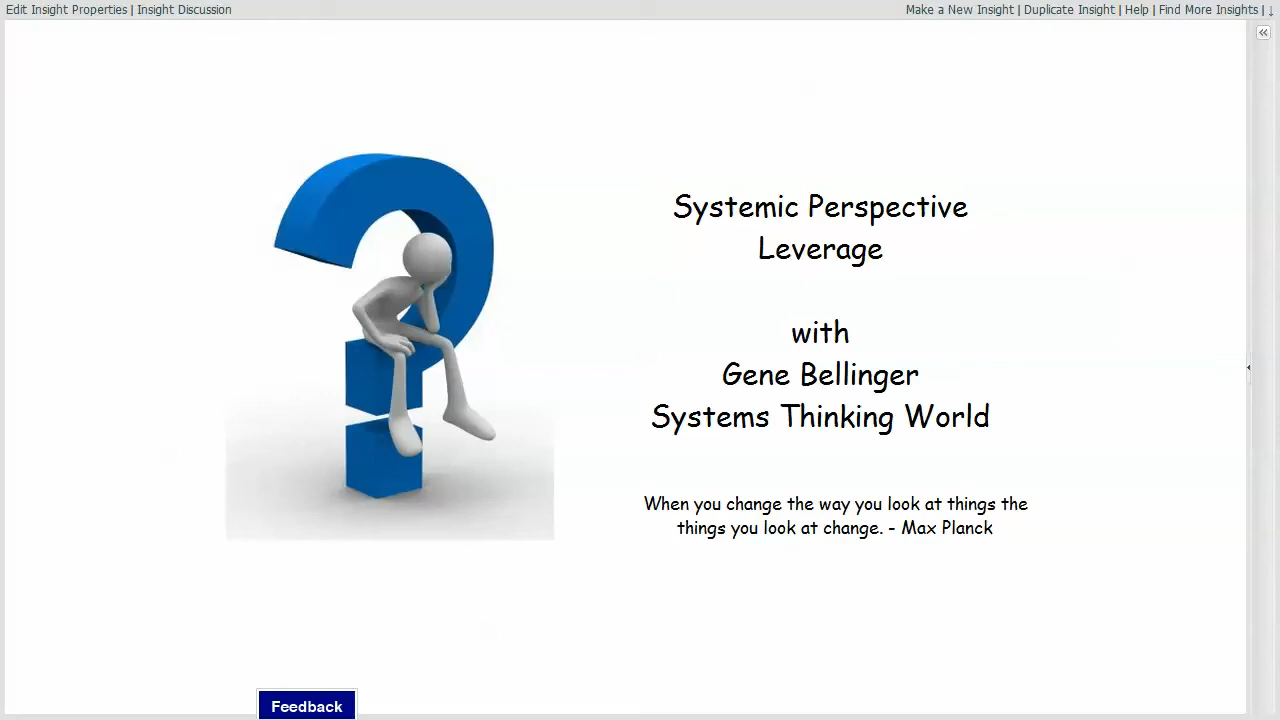 Edit Insight Properties | Insight Discussion
Make a New Insight | Duplicate Insight | Help | Find More Insights | ↓
Systemic Perspective
Leverage
with
Gene Bellinger
Systems Thinking World
When you change the way you look at things the
things you look at change. - Max Planck
Feedback